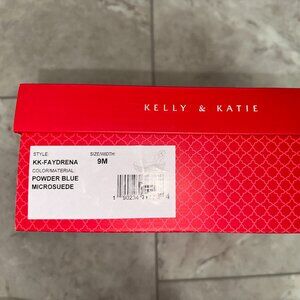 KELLY & KATIE
STYLE: SIZE/WIDTH:
KK-FAYDRENA 9M
COLOR/MATERIAL:
POWDER BLUE
MICROSUEDE